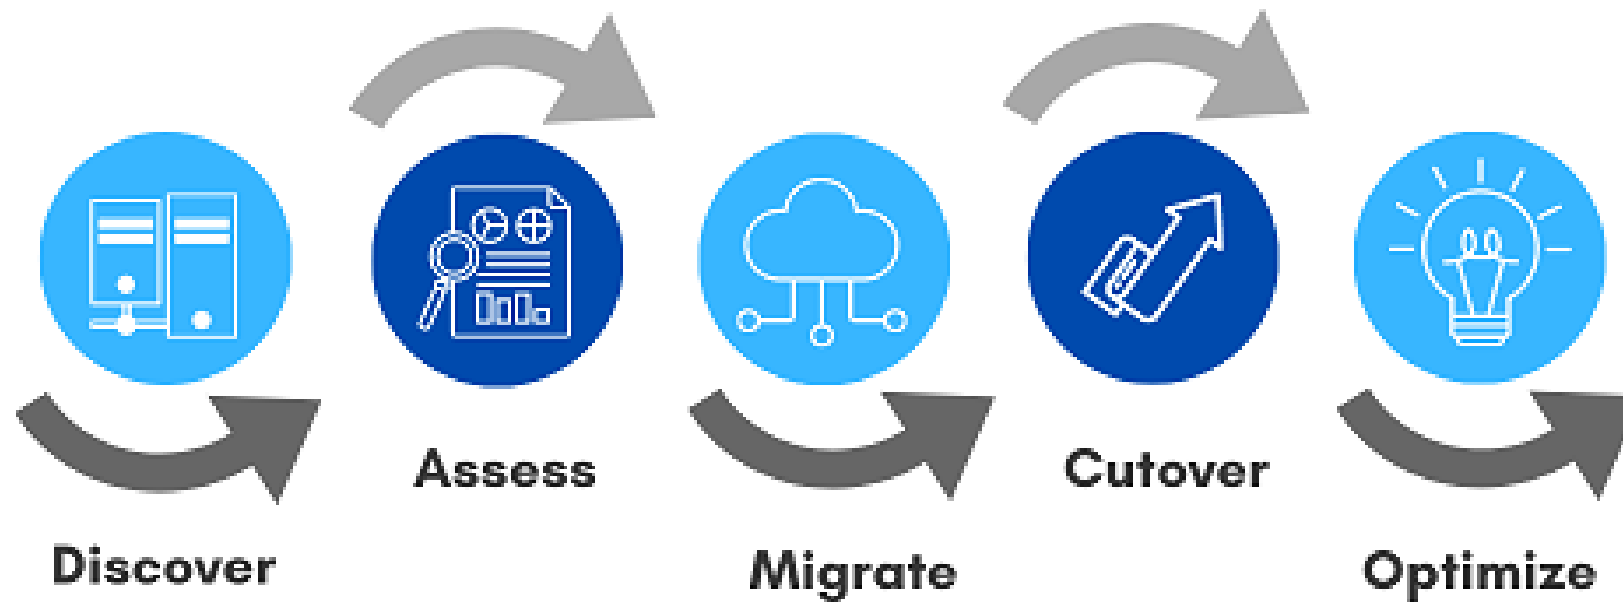 Discover
Assess
Migrate
Cutover
Optimize